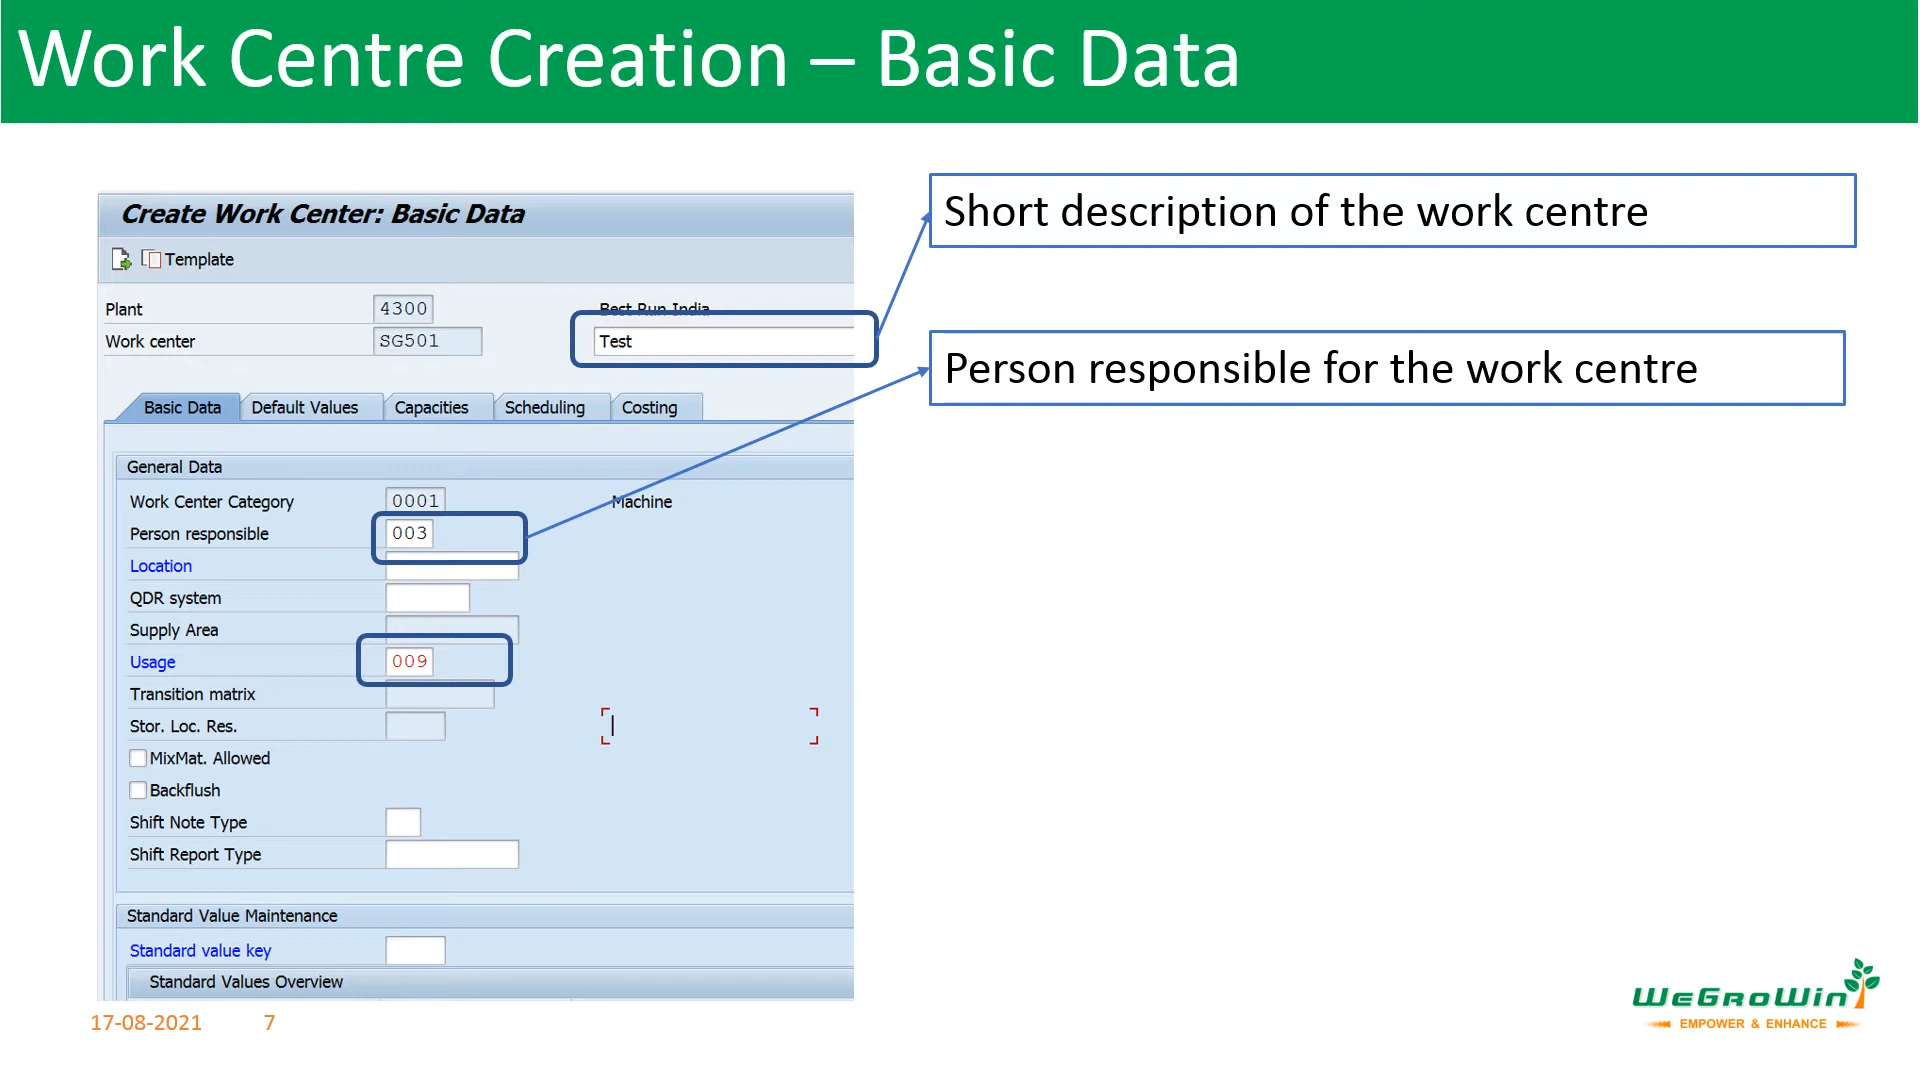 Work Centre Creation – Basic Data
Short description of the work centre
Person responsible for the work centre
Create Work Center: Basic Data
Template
Plant 4300 Best Run India
Work center SG501 Test
Basic Data Default Values Capacities Scheduling Costing
General Data
Work Center Category 0001 Machine
Person responsible 003
Location
QDR system
Supply Area
Usage 009
Transition matrix
Stor. Loc. Res.
MixMat. Allowed
Backflush
Shift Note Type
Shift Report Type
Standard Value Maintenance
Standard value key
Standard Values Overview
17-08-2021 7
WeGroWin
EMPOWER & ENHANCE